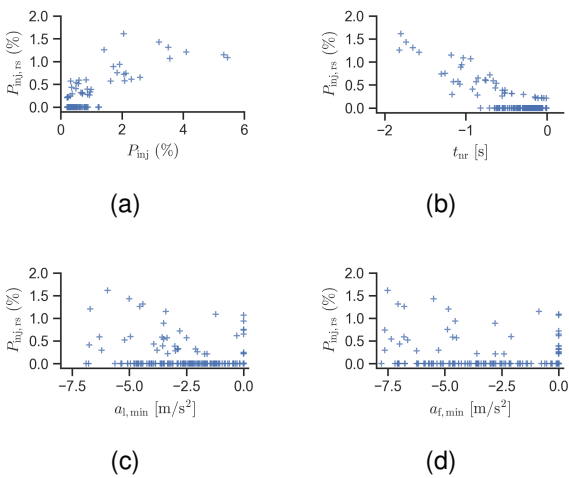 2.0
1.5
1.0
0.5
0.0
P_inj,rs (%)
0 2 4 6
P_inj (%)
(a)
2.0
1.5
1.0
0.5
0.0
P_inj,rs (%)
−2 −1 0
t_nr [s]
(b)
2.0
1.5
1.0
0.5
0.0
P_inj,rs (%)
−7.5 −5.0 −2.5 0.0
a_l,min [m/s²]
(c)
2.0
1.5
1.0
0.5
0.0
P_inj,rs (%)
−7.5 −5.0 −2.5 0.0
a_f,min [m/s²]
(d)